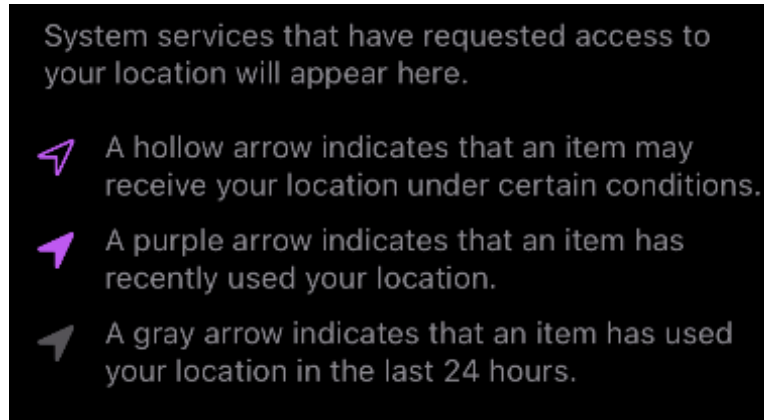 System services that have requested access to
your location will appear here.
A hollow arrow indicates that an item may
receive your location under certain conditions.
A purple arrow indicates that an item has
recently used your location.
A gray arrow indicates that an item has used
your location in the last 24 hours.